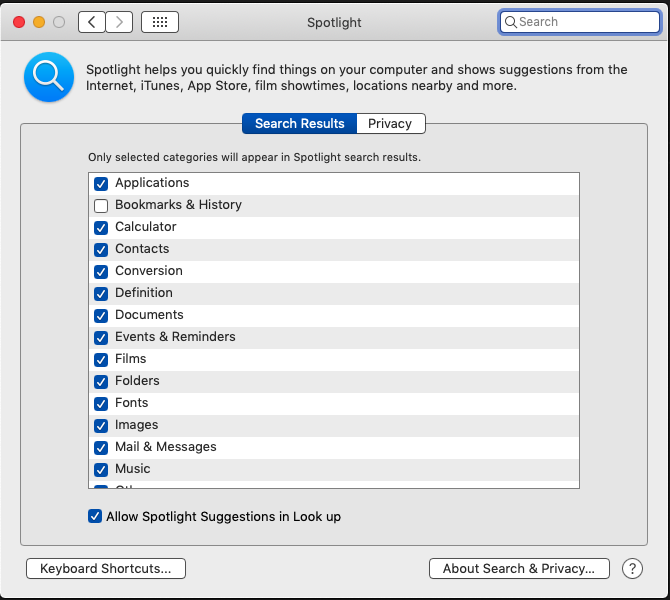 Spotlight
Search
Spotlight helps you quickly find things on your computer and shows suggestions from the
Internet, iTunes, App Store, film showtimes, locations nearby and more.
Search Results
Privacy
Only selected categories will appear in Spotlight search results.
Applications
Bookmarks & History
Calculator
Contacts
Conversion
Definition
Documents
Events & Reminders
Films
Folders
Fonts
Images
Mail & Messages
Music
Allow Spotlight Suggestions in Look up
Keyboard Shortcuts...
About Search & Privacy...
?